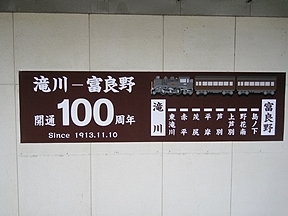 滝川－富良野
開通100周年
Since 1913.11.10
滝川
東滝川
赤平
茂尻
平岸
芦別
上芦別
野花南
島ノ下
富良野